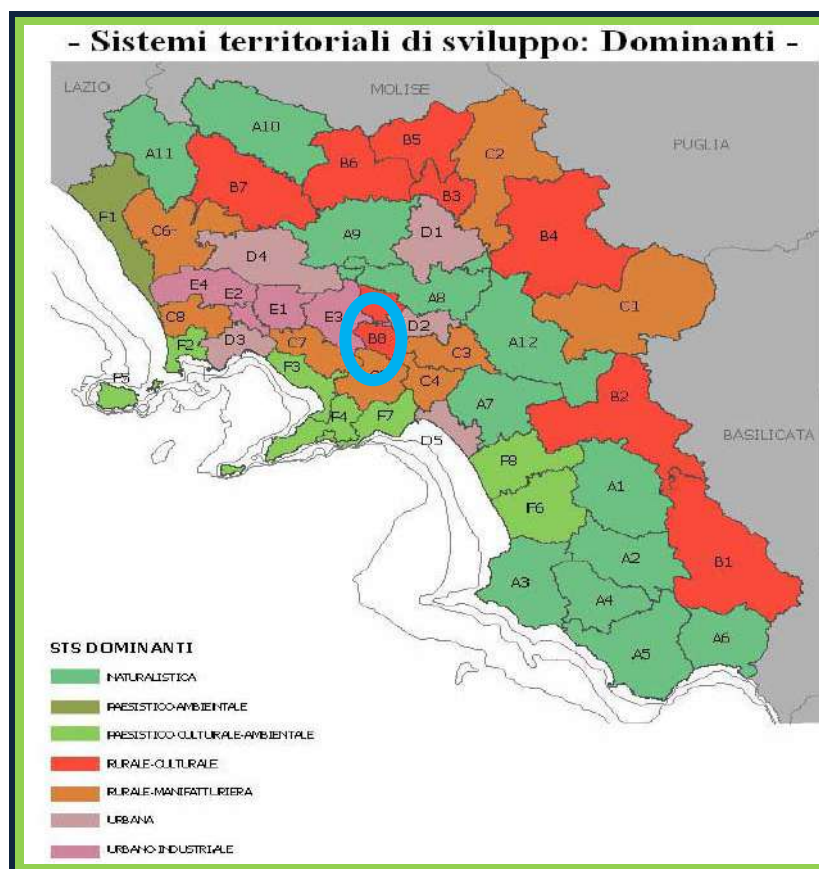 - Sistemi territoriali di sviluppo: Dominanti -
LAZIO
MOLISE
PUGLIA
BASILICATA
A10
A11
B5
B6
C2
B7
B3
F1
C6
A9
D1
B4
D4
E4
E2
E1
E3
A8
C1
C8
B8
D2
A12
F2
D3
C7
C3
F5
F3
C4
B2
F4
F7
A7
D5
F8
A1
F6
A2
B1
A3
A4
A5
A6
STS DOMINANTI
NATURALISTICA
PAESISTICO-AMBIENTALE
PAESISTICO-CULTURALE-AMBIENTALE
RURALE-CULTURALE
RURALE-MANIFATTURIERA
URBANA
URBANO-INDUSTRIALE